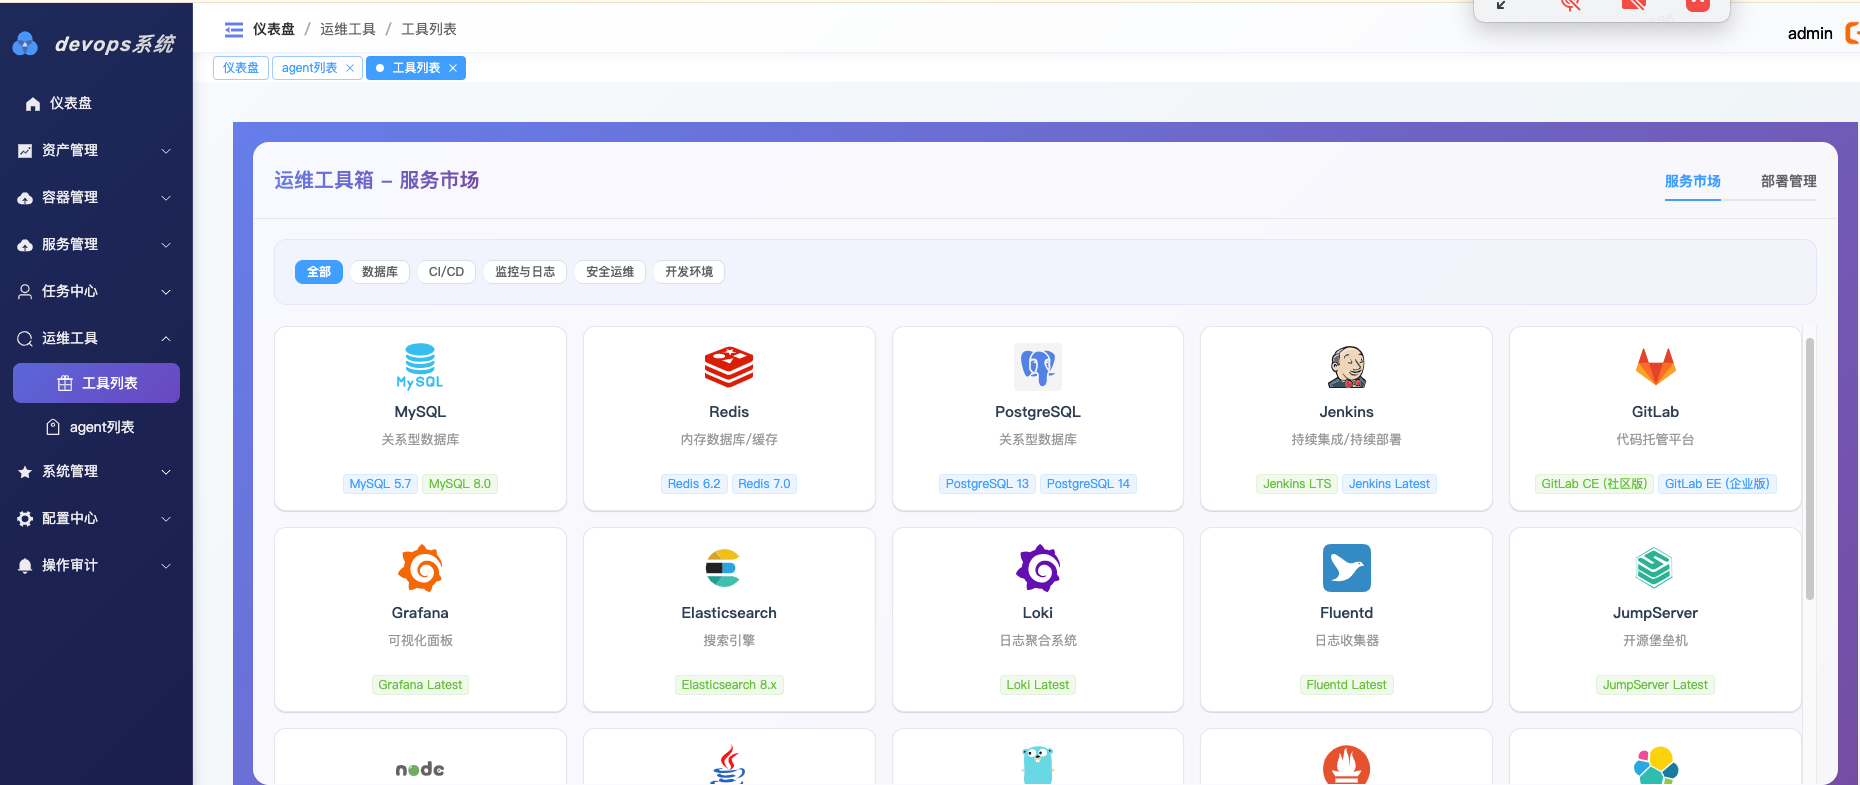 devops系统
仪表盘
资产管理
容器管理
服务管理
任务中心
运维工具
工具列表
agent列表
系统管理
配置中心
操作审计
仪表盘 / 运维工具 / 工具列表
admin
仪表盘
agent列表 ×
工具列表 ×
运维工具箱 – 服务市场
服务市场
部署管理
全部
数据库
CI/CD
监控与日志
安全运维
开发环境
MySQL
MySQL
关系型数据库
MySQL 5.7
MySQL 8.0
Redis
内存数据库/缓存
Redis 6.2
Redis 7.0
PostgreSQL
关系型数据库
PostgreSQL 13
PostgreSQL 14
Jenkins
持续集成/持续部署
Jenkins LTS
Jenkins Latest
GitLab
代码托管平台
GitLab CE (社区版)
GitLab EE (企业版)
Grafana
可视化面板
Grafana Latest
Elasticsearch
搜索引擎
Elasticsearch 8.x
Loki
日志聚合系统
Loki Latest
Fluentd
日志收集器
Fluentd Latest
JumpServer
开源堡垒机
JumpServer Latest
node